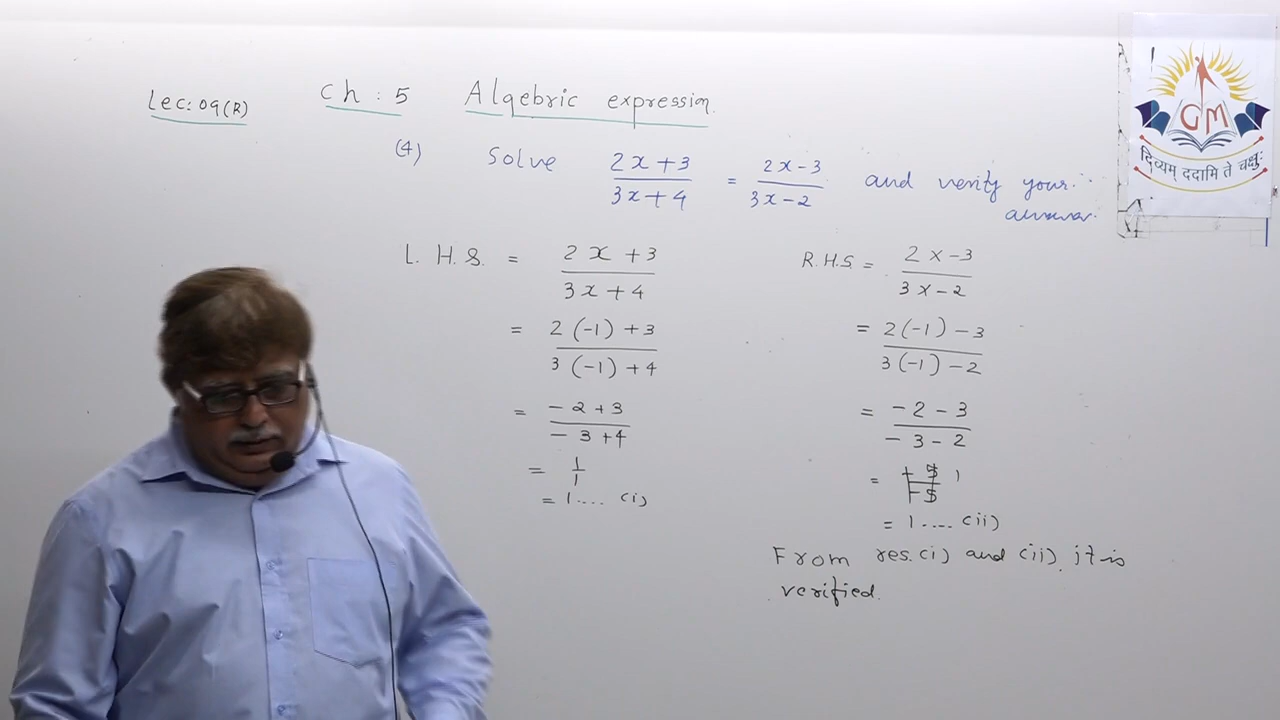 Lec: 09(R) Ch : 5 Algebric expression.
(4) Solve 2x+3/3x+4 = 2x-3/3x-2 and verify your
answer.
L. H. S. = 2x+3/3x+4
= 2(-1)+3/3(-1)+4
= -2+3/-3+4
= 1/1
= 1.... (i)
R.H.S. = 2x-3/3x-2
= 2(-1)-3/3(-1)-2
= -2-3/-3-2
= -5/-5 1
= 1.... (ii)
From res.(i) and (ii), it is
verified.
GM
दिव्यम् ददामि ते चक्षुः